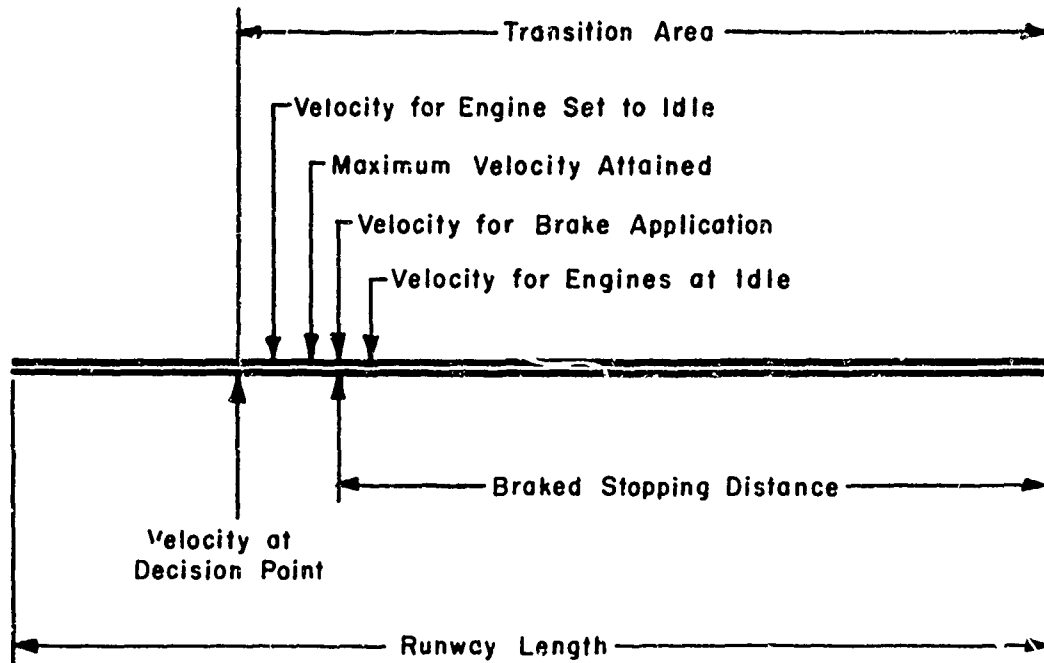 Transition Area
Velocity for Engine Set to Idle
Maximum Velocity Attained
Velocity for Brake Application
Velocity for Engines at Idle
Braked Stopping Distance
Velocity at
Decision Point
Runway Length